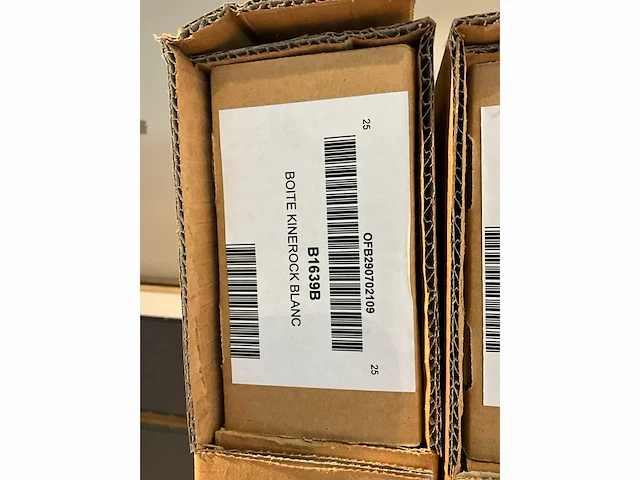 25 25
OFB290702109
B1639B
BOITE KINEROCK BLANC